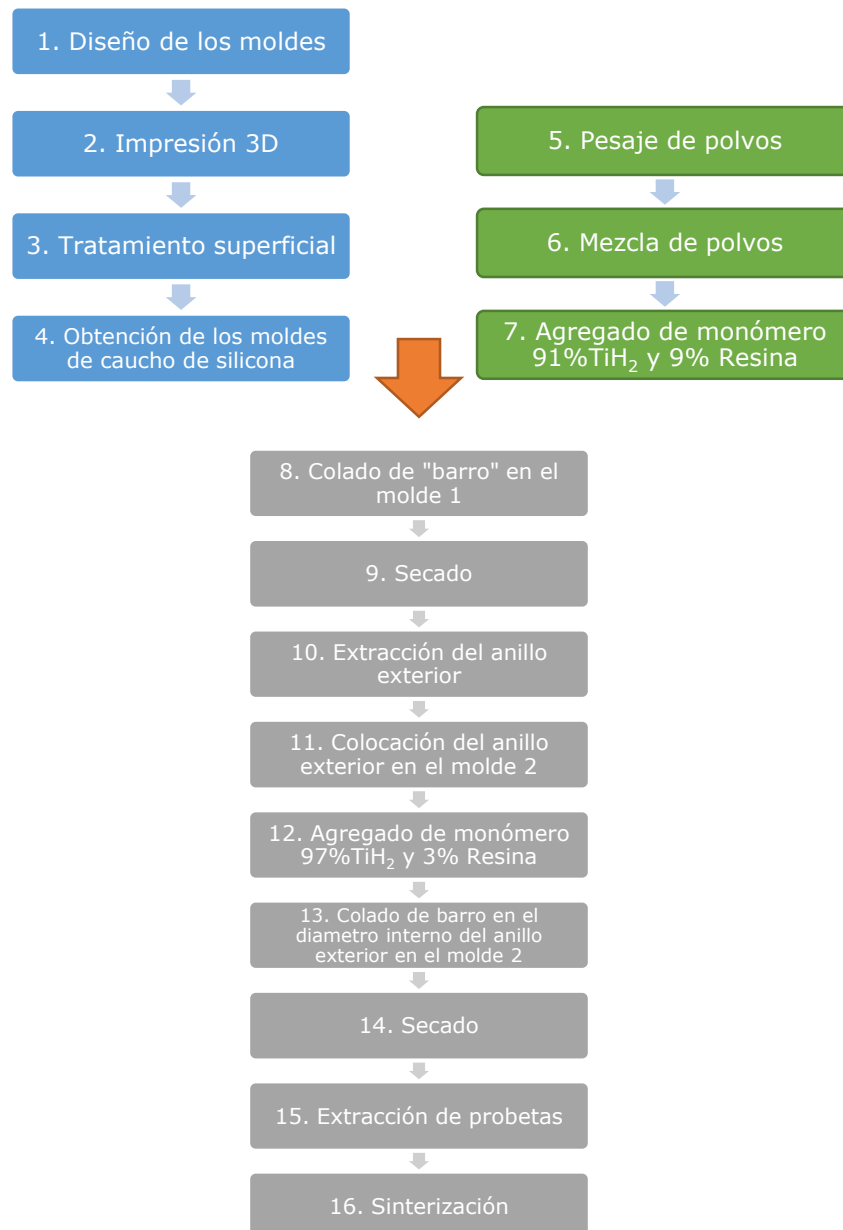 1. Diseño de los moldes
2. Impresión 3D
3. Tratamiento superficial
4. Obtención de los moldes
de caucho de silicona
5. Pesaje de polvos
6. Mezcla de polvos
7. Agregado de monómero
91%TiH₂ y 9% Resina
8. Colado de "barro" en el
molde 1
9. Secado
10. Extracción del anillo
exterior
11. Colocación del anillo
exterior en el molde 2
12. Agregado de monómero
97%TiH₂ y 3% Resina
13. Colado de barro en el
diametro interno del anillo
exterior en el molde 2
14. Secado
15. Extracción de probetas
16. Sinterización